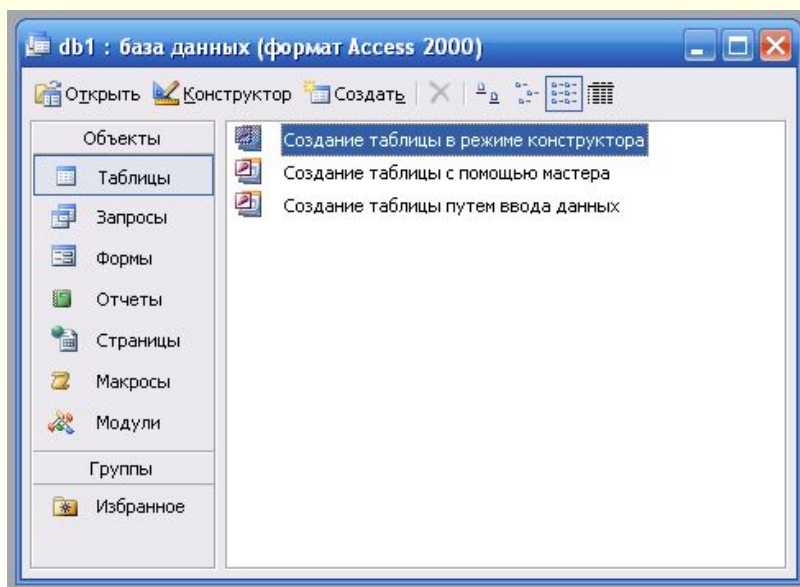 db1 : база данных (формат Access 2000)
Открыть Конструктор Создать
Объекты
Таблицы
Запросы
Формы
Отчеты
Страницы
Макросы
Модули
Группы
Избранное
Создание таблицы в режиме конструктора
Создание таблицы с помощью мастера
Создание таблицы путем ввода данных